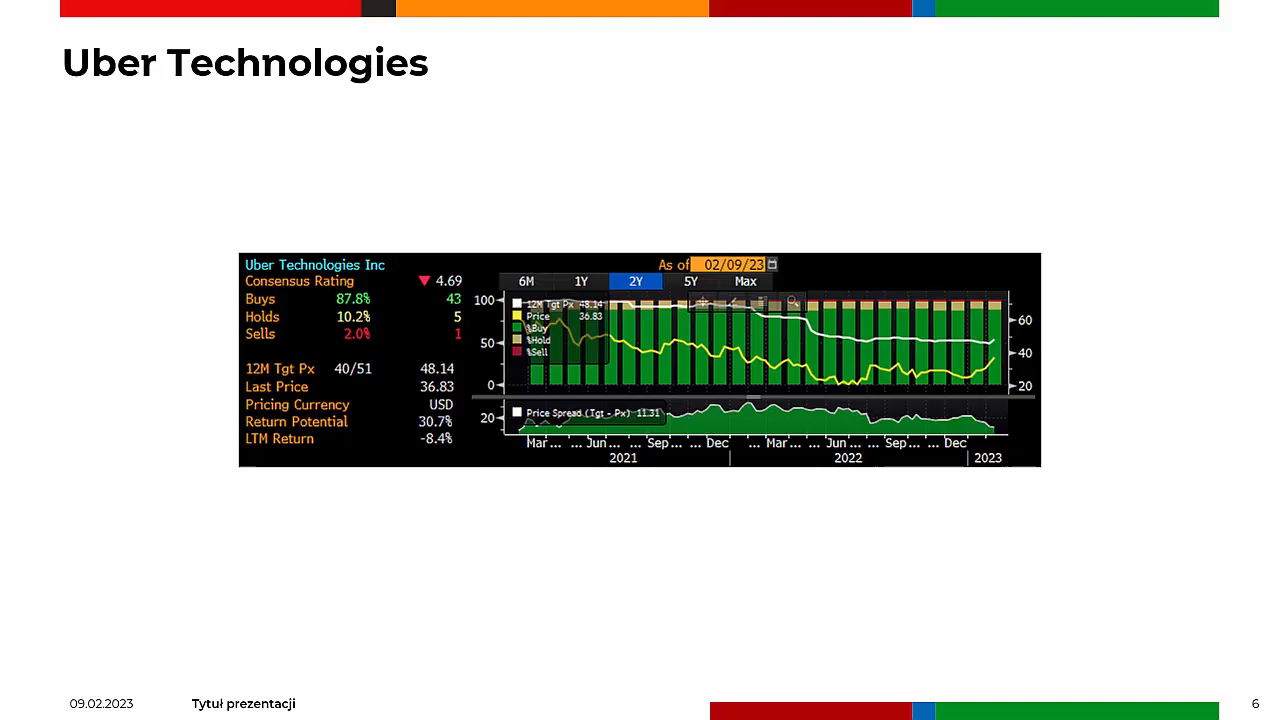 Uber Technologies
Uber Technologies Inc
As of 02/09/23
Consensus Rating 4.69
Buys 87.8% 43
Holds 10.2% 5
Sells 2.0% 1
12M Tgt Px 40/51 48.14
Last Price 36.83
Pricing Currency USD
Return Potential 30.7%
LTM Return -8.4%
6M 1Y 2Y 5Y Max
100
50
0
12M Tgt Px 48.14
Price 36.83
%Buy
%Hold
%Sell
60
40
20
20
Price Spread (Tgt - Px) 11.31
Mar ... ... Jun ... ... Sep ... ... Dec ... Mar ... ... Jun ... ... Sep ... ... Dec
2021 2022 2023
09.02.2023 Tytuł prezentacji 6